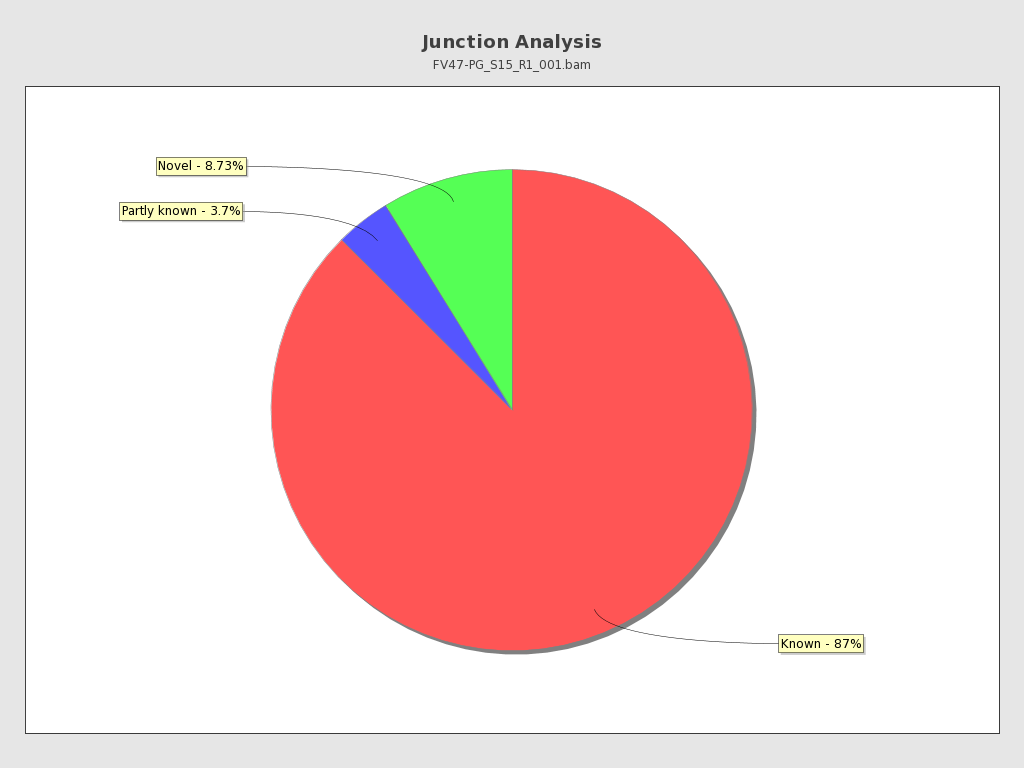 Junction Analysis
FV47-PG_S15_R1_001.bam
Novel - 8.73%
Partly known - 3.7%
Known - 87%